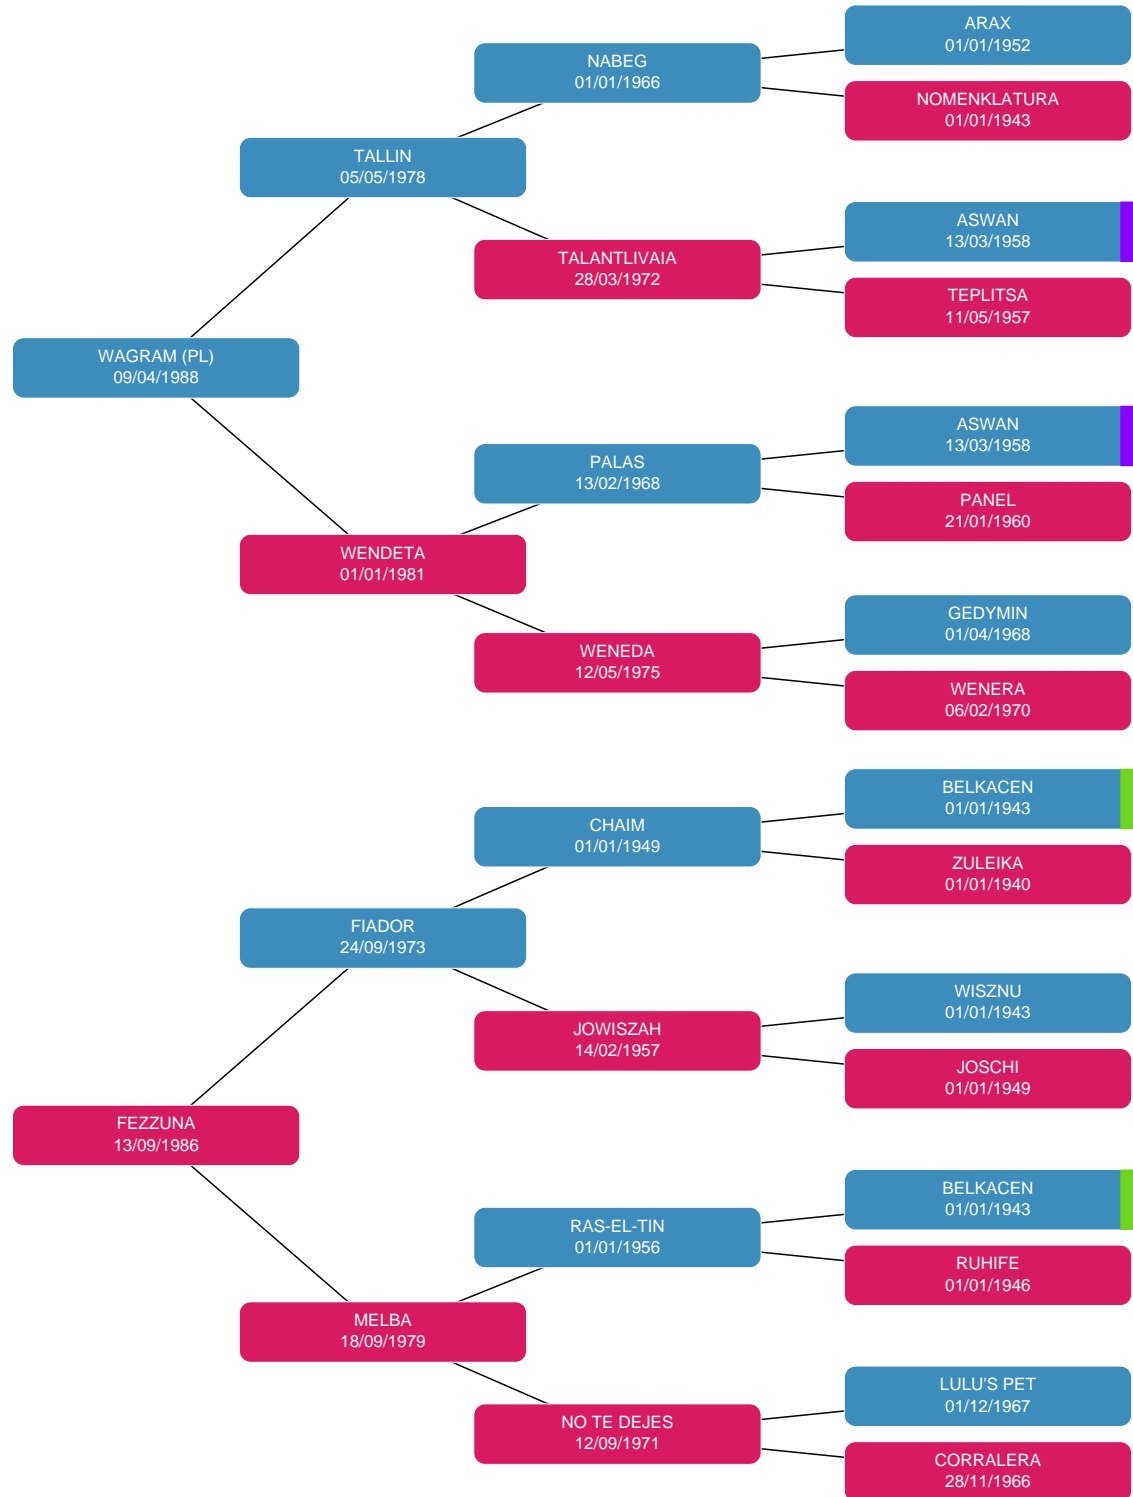 ARAX
01/01/1952
NABEG
01/01/1966
NOMENKLATURA
01/01/1943
TALLIN
05/05/1978
ASWAN
13/03/1958
TALANTLIVAIA
28/03/1972
TEPLITSA
11/05/1957
WAGRAM (PL)
09/04/1988
ASWAN
13/03/1958
PALAS
13/02/1968
PANEL
21/01/1960
WENDETA
01/01/1981
GEDYMIN
01/04/1968
WENEDA
12/05/1975
WENERA
06/02/1970
BELKACEN
01/01/1943
CHAIM
01/01/1949
ZULEIKA
01/01/1940
FIADOR
24/09/1973
WISZNU
01/01/1943
JOWISZAH
14/02/1957
JOSCHI
01/01/1949
FEZZUNA
13/09/1986
BELKACEN
01/01/1943
RAS-EL-TIN
01/01/1956
RUHIFE
01/01/1946
MELBA
18/09/1979
LULU'S PET
01/12/1967
NO TE DEJES
12/09/1971
CORRALERA
28/11/1966